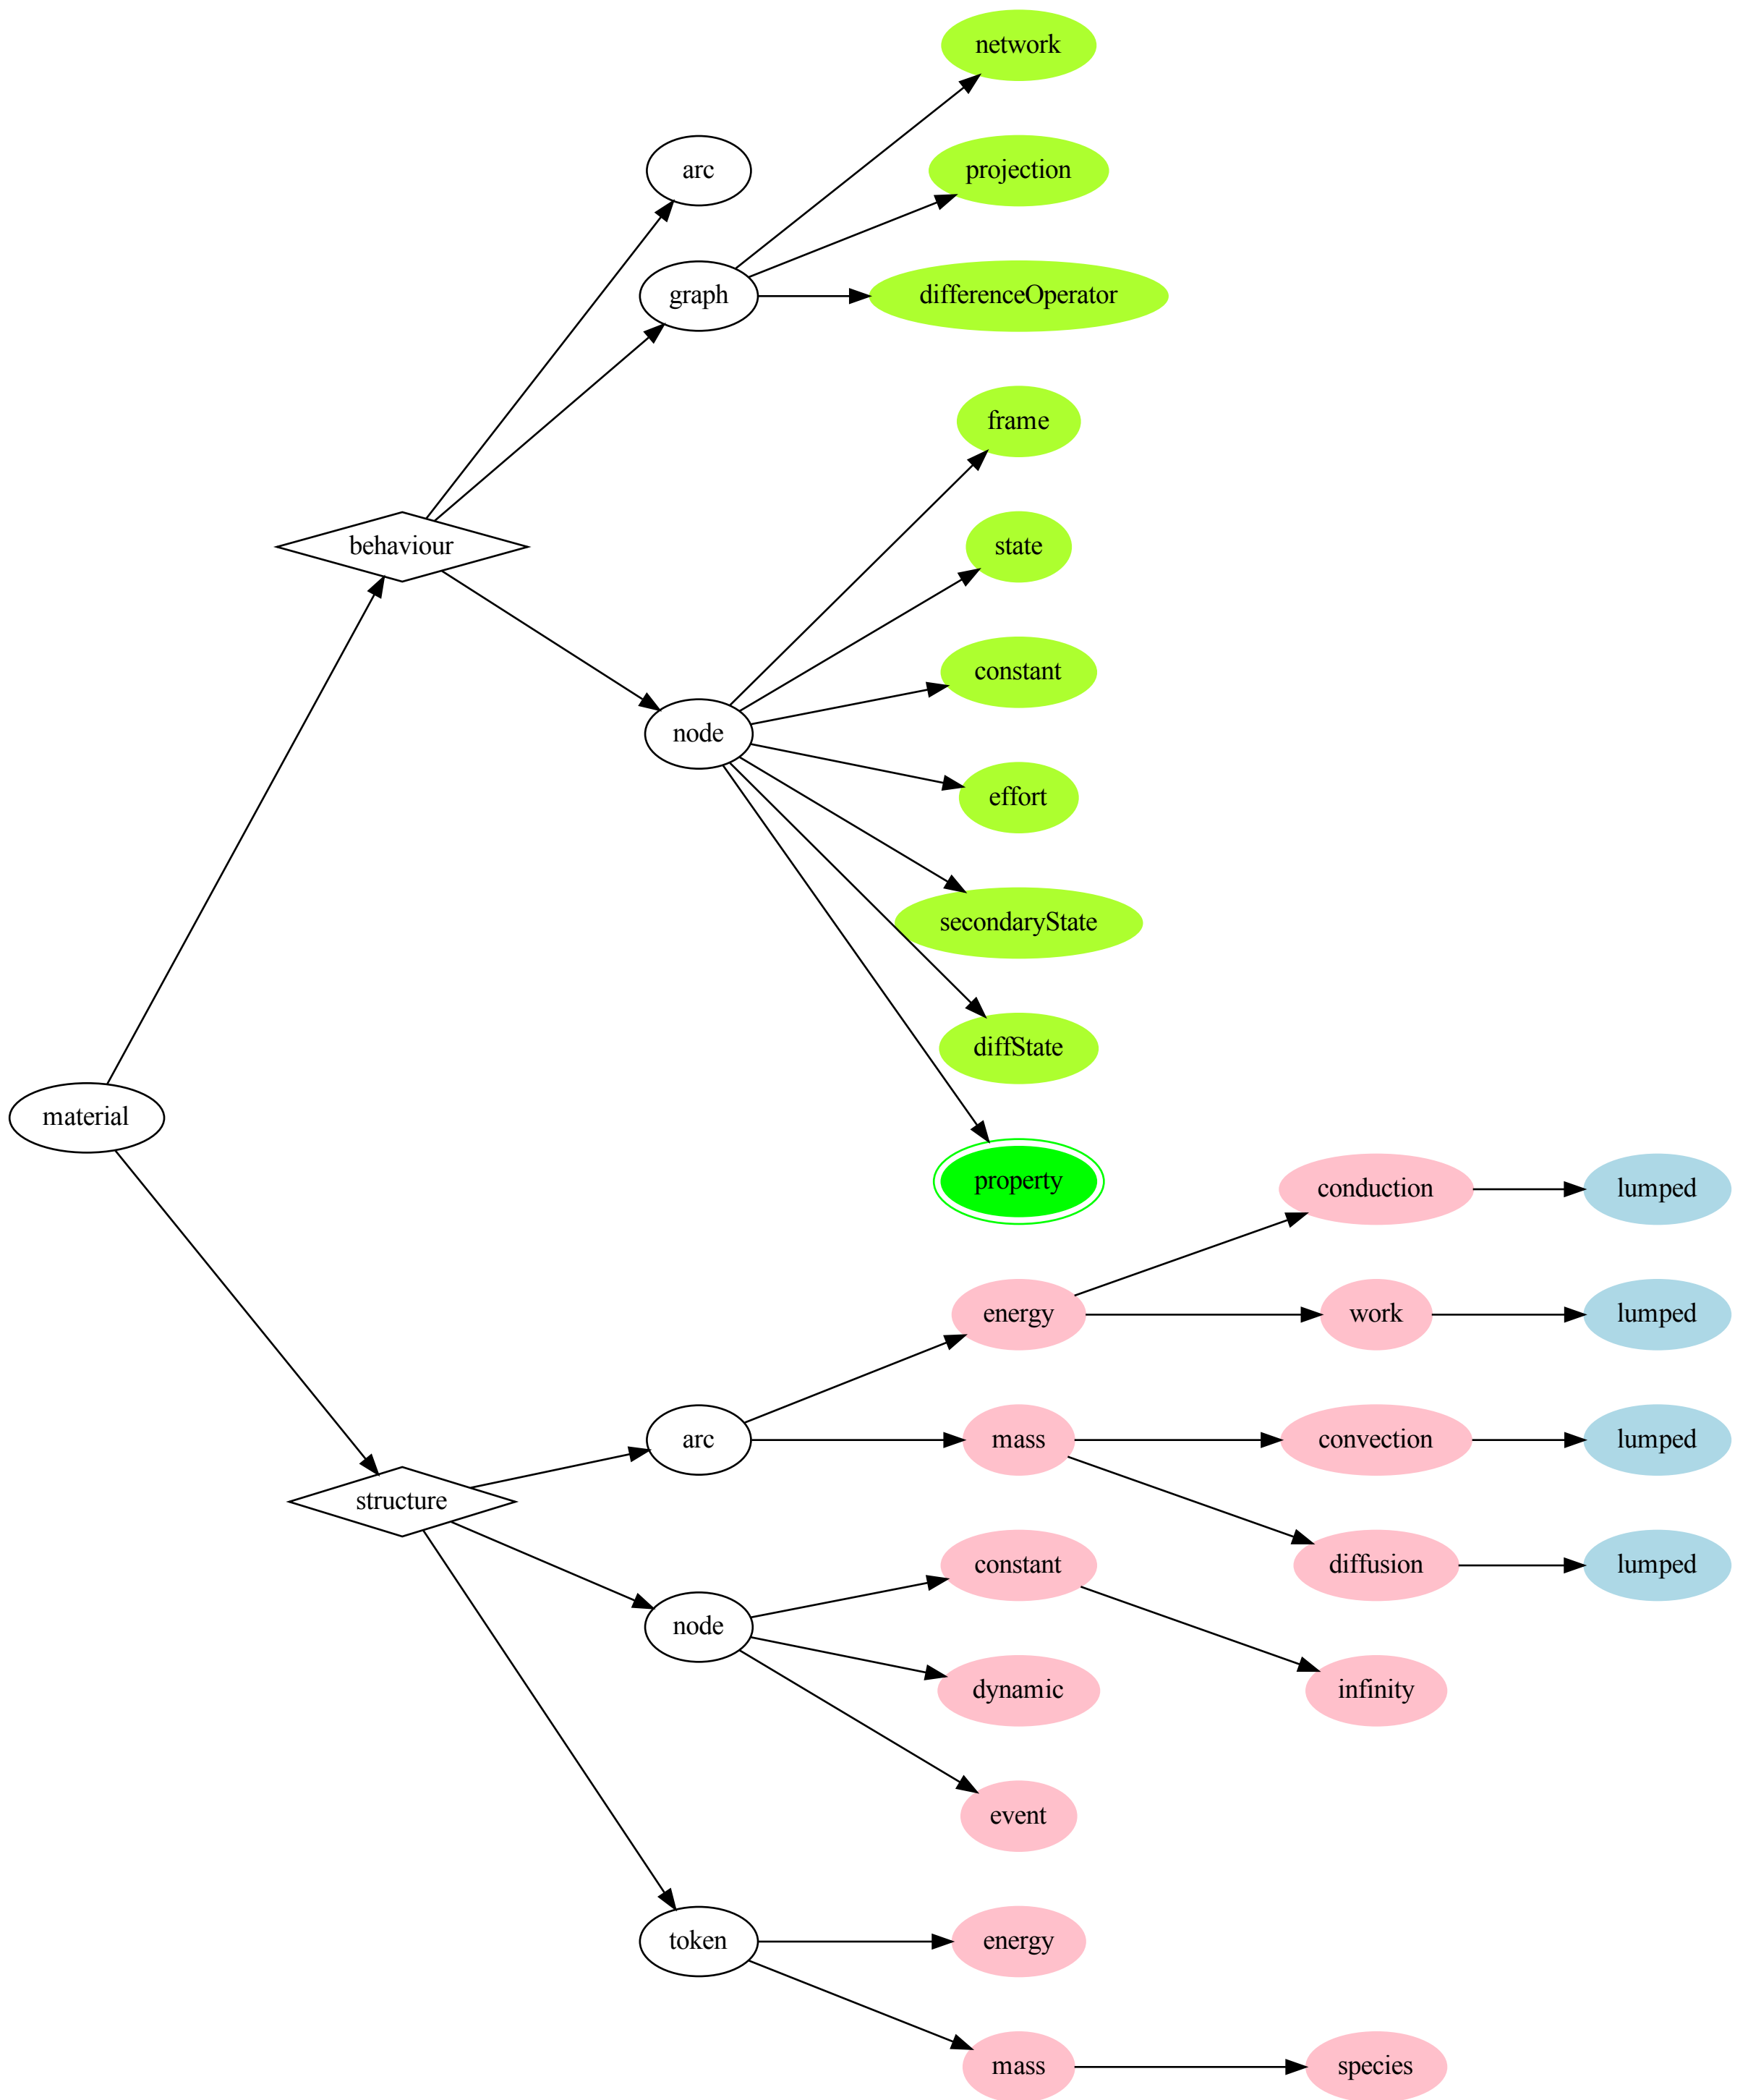 network
arc
projection
graph
differenceOperator
frame
behaviour
state
constant
node
effort
secondaryState
diffState
material
property
conduction
lumped
energy
work
lumped
arc
mass
convection
lumped
structure
constant
diffusion
lumped
node
dynamic
infinity
event
token
energy
mass
species